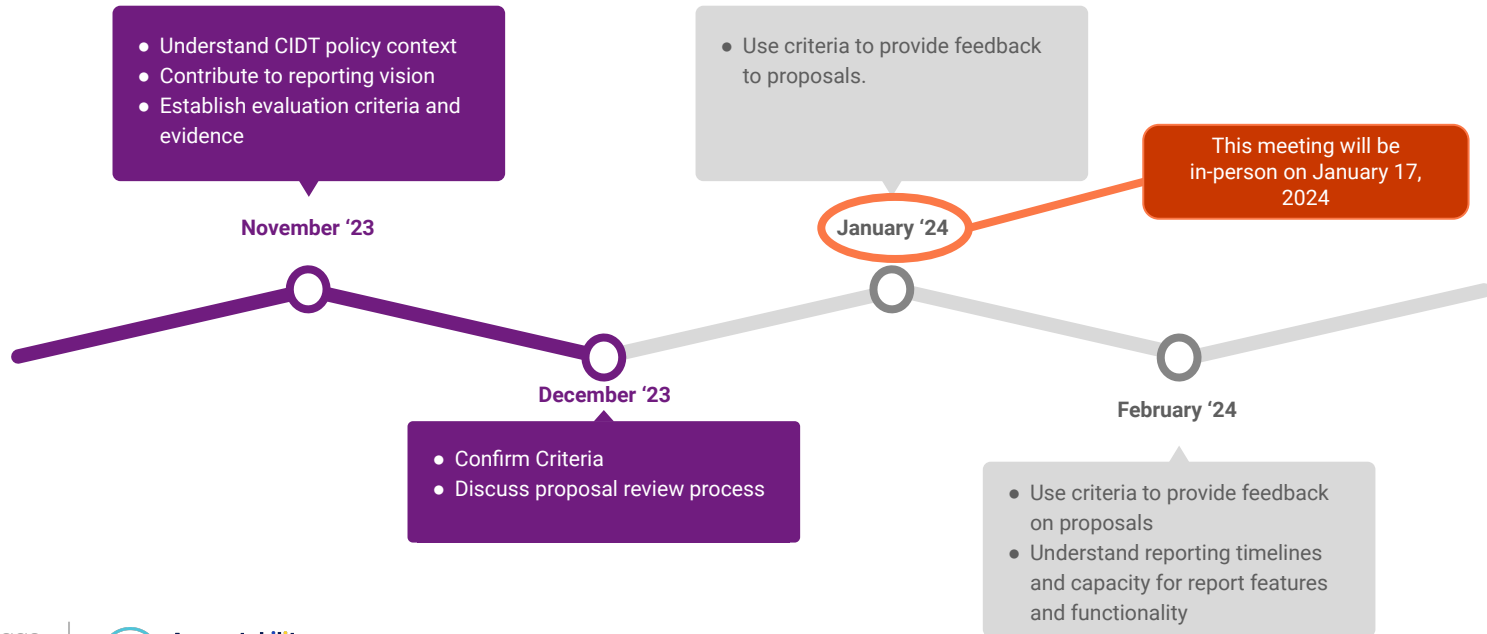 ● Understand CIDT policy context
● Contribute to reporting vision
● Establish evaluation criteria and
evidence
● Use criteria to provide feedback
to proposals.
This meeting will be
in-person on January 17,
2024
November ‘23
January ‘24
December ‘23
February ‘24
● Confirm Criteria
● Discuss proposal review process
● Use criteria to provide feedback
on proposals
● Understand reporting timelines
and capacity for report features
and functionality